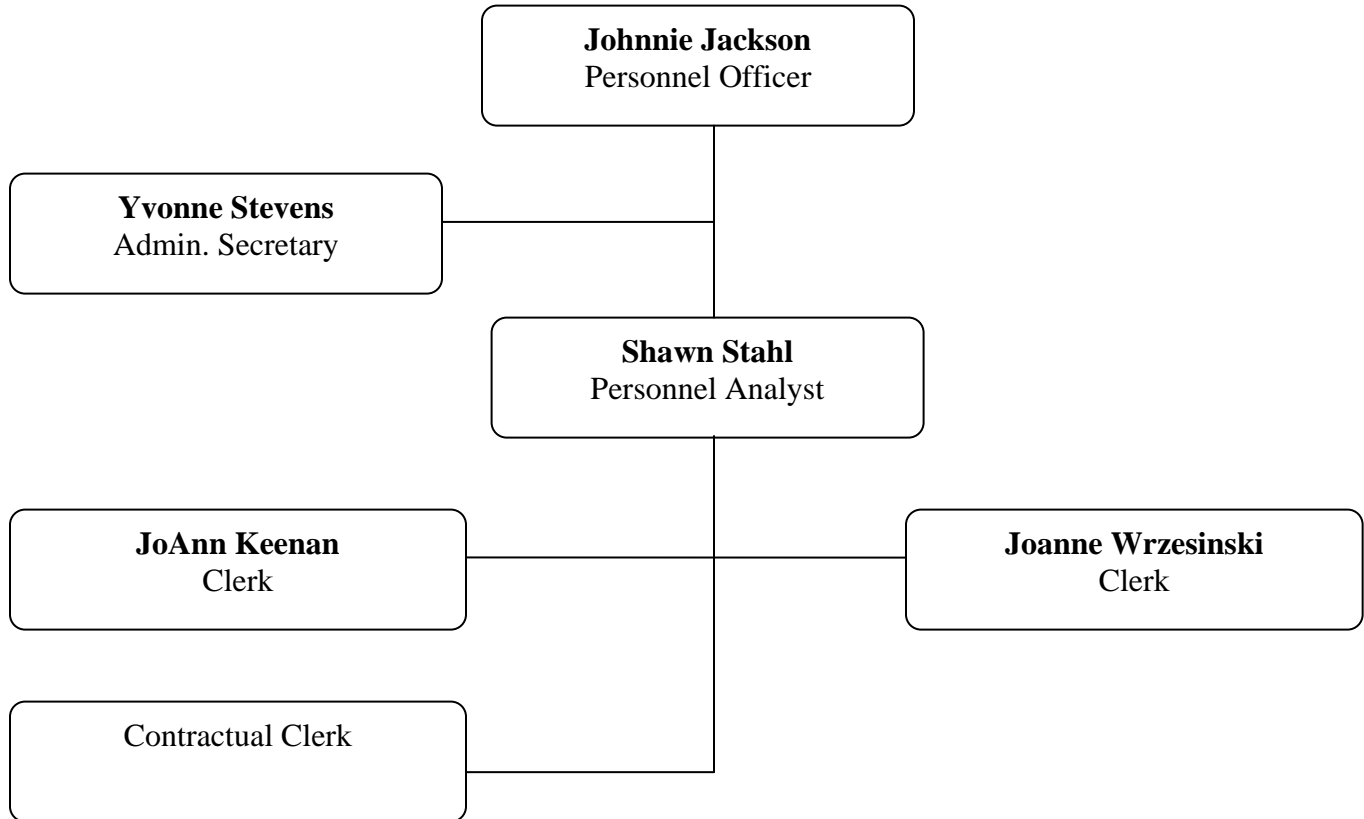 Johnnie Jackson
Personnel Officer
Yvonne Stevens
Admin. Secretary
Shawn Stahl
Personnel Analyst
JoAnn Keenan
Clerk
Joanne Wrzesinski
Clerk
Contractual Clerk